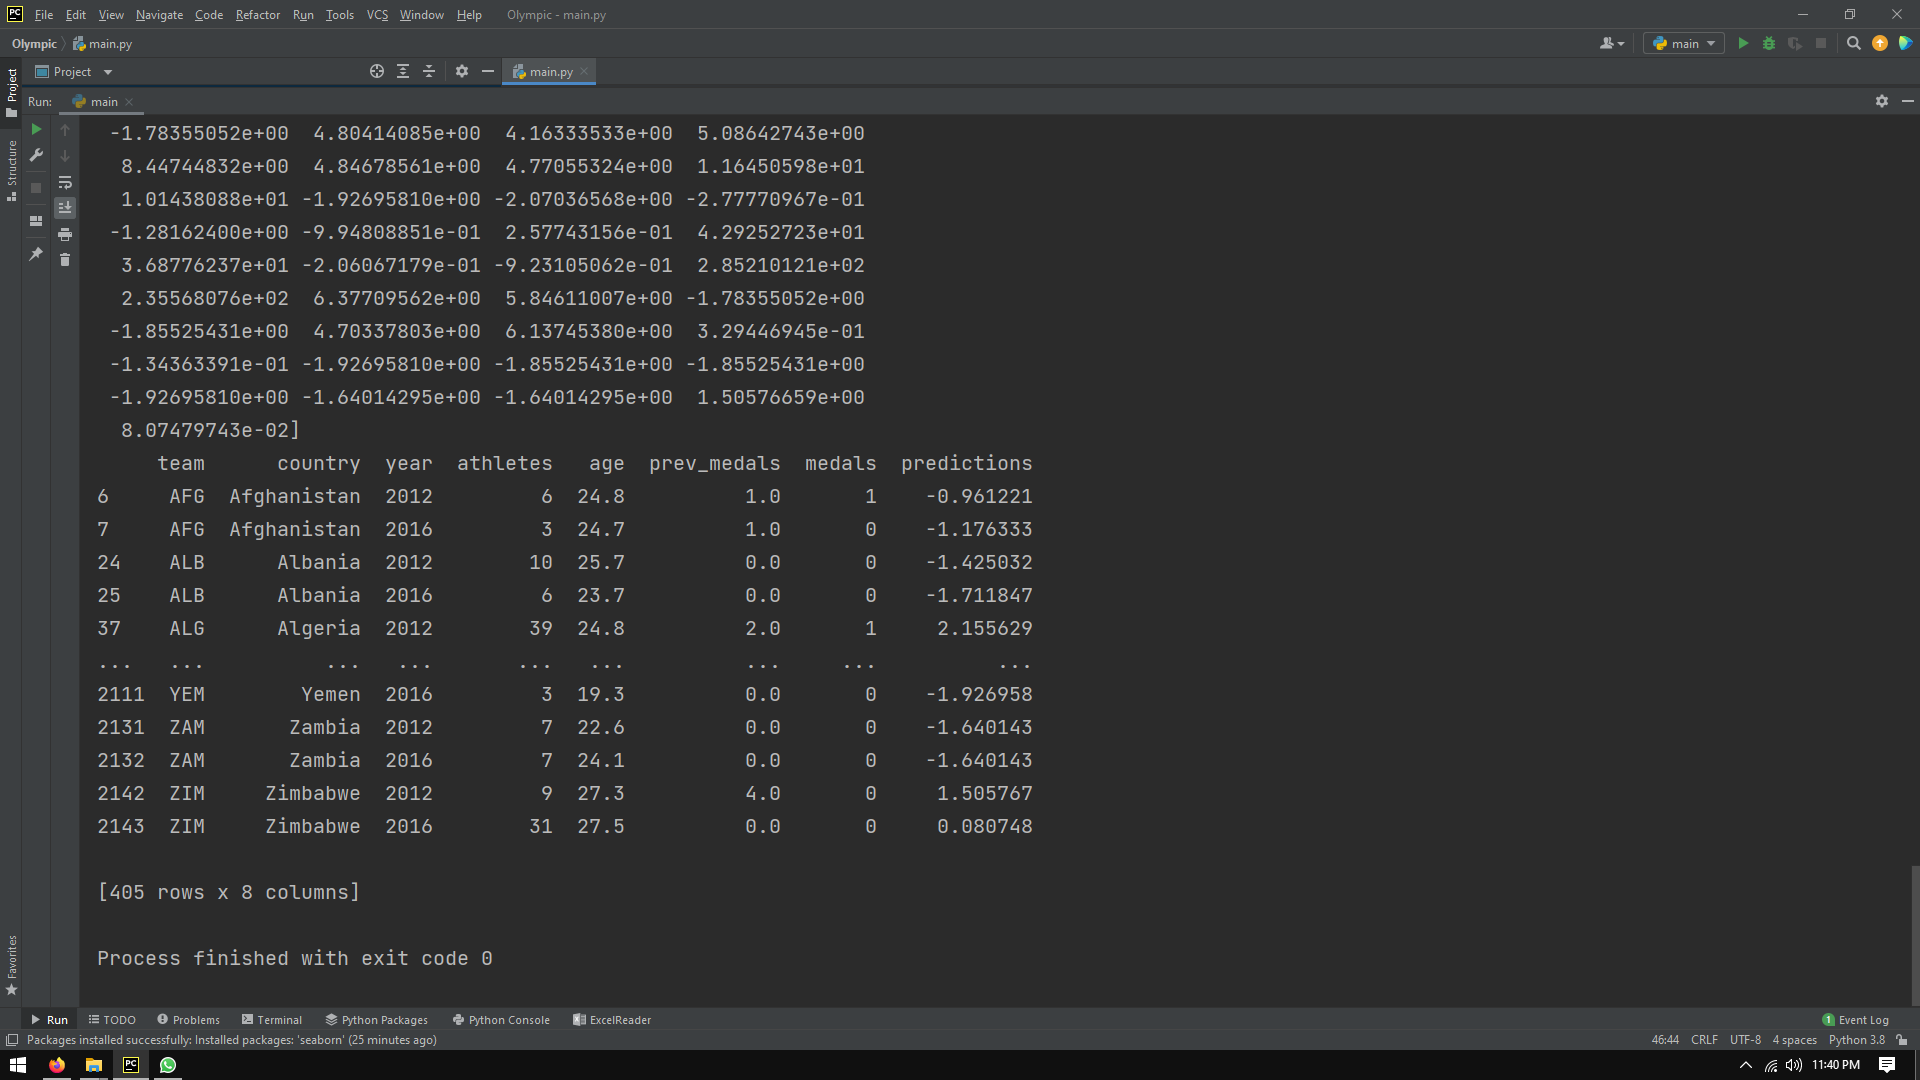 PC File Edit View Navigate Code Refactor Run Tools VCS Window Help Olympic - main.py
Olympic main.py main
Project main.py
Project
Run: main
Structure
-1.78355052e+00 4.80414085e+00 4.16333533e+00 5.08642743e+00
8.44744832e+00 4.84678561e+00 4.77055324e+00 1.16450598e+01
1.01438088e+01 -1.92695810e+00 -2.07036568e+00 -2.77770967e-01
-1.28162400e+00 -9.94808851e-01 2.57743156e-01 4.29252723e+01
3.68776237e+01 -2.06067179e-01 -9.23105062e-01 2.85210121e+02
2.35568076e+02 6.37709562e+00 5.84611007e+00 -1.78355052e+00
-1.85525431e+00 4.70337803e+00 6.13745380e+00 3.29446945e-01
-1.34363391e-01 -1.92695810e+00 -1.85525431e+00 -1.85525431e+00
-1.92695810e+00 -1.64014295e+00 -1.64014295e+00 1.50576659e+00
8.07479743e-02]
team country year athletes age prev_medals medals predictions
6 AFG Afghanistan 2012 6 24.8 1.0 1 -0.961221
7 AFG Afghanistan 2016 3 24.7 1.0 0 -1.176333
24 ALB Albania 2012 10 25.7 0.0 0 -1.425032
25 ALB Albania 2016 6 23.7 0.0 0 -1.711847
37 ALG Algeria 2012 39 24.8 2.0 1 2.155629
... ... ... ... ... ... ... ... ...
2111 YEM Yemen 2016 3 19.3 0.0 0 -1.926958
2131 ZAM Zambia 2012 7 22.6 0.0 0 -1.640143
2132 ZAM Zambia 2016 7 24.1 0.0 0 -1.640143
2142 ZIM Zimbabwe 2012 9 27.3 4.0 0 1.505767
2143 ZIM Zimbabwe 2016 31 27.5 0.0 0 0.080748
[405 rows x 8 columns]
Process finished with exit code 0
Favorites
Run TODO Problems Terminal Python Packages Python Console ExcelReader 1 Event Log
Packages installed successfully: Installed packages: 'seaborn' (25 minutes ago) 46:44 CRLF UTF-8 4 spaces Python 3.8
PC 11:40 PM